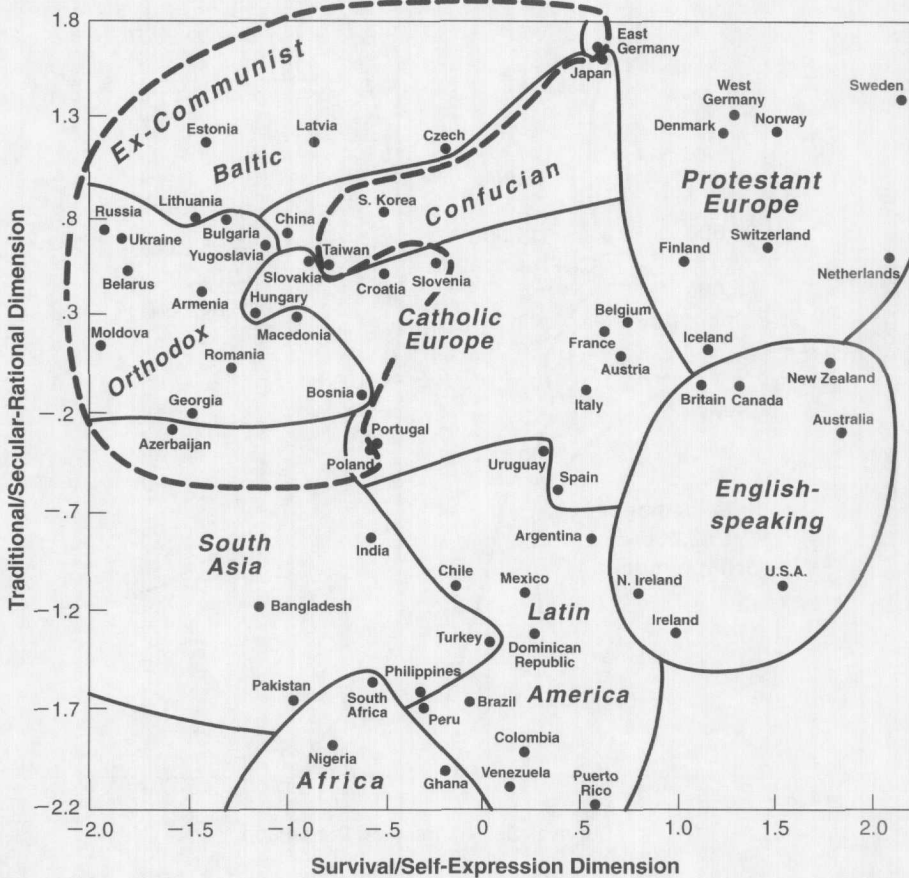 Traditional/Secular-Rational Dimension
1.8
1.3
.8
.3
−.2
−.7
−1.2
−1.7
−2.2
Ex-Communist
East
Germany
Japan
West
Germany
Sweden
Denmark
Norway
Estonia
Latvia
Czech
Baltic
Protestant
Europe
Confucian
S. Korea
Lithuania
Russia
Bulgaria
China
Ukraine
Yugoslavia
Taiwan
Slovakia
Croatia
Slovenia
Finland
Switzerland
Netherlands
Belarus
Armenia
Hungary
Macedonia
Catholic
Europe
Belgium
France
Austria
Iceland
Moldova
Orthodox
Romania
Italy
Britain
Canada
New Zealand
Georgia
Bosnia
Australia
Azerbaijan
Portugal
Poland
Uruguay
Spain
English-
speaking
South
Asia
India
Argentina
Chile
Mexico
N. Ireland
U.S.A.
Bangladesh
Latin
Ireland
Turkey
Dominican
Republic
Pakistan
South
Africa
Philippines
America
Peru
Brazil
Nigeria
Africa
Ghana
Colombia
Venezuela
Puerto
Rico
−2.0
−1.5
−1.0
−.5
0
.5
1.0
1.5
2.0
Survival/Self-Expression Dimension